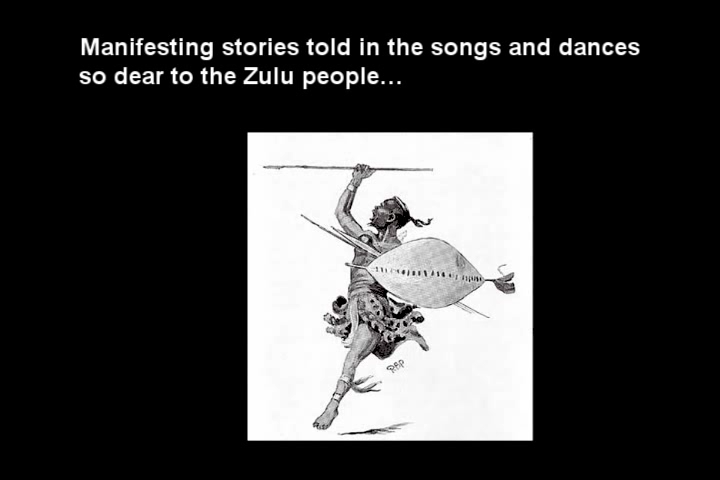 Manifesting stories told in the songs and dances
so dear to the Zulu people…